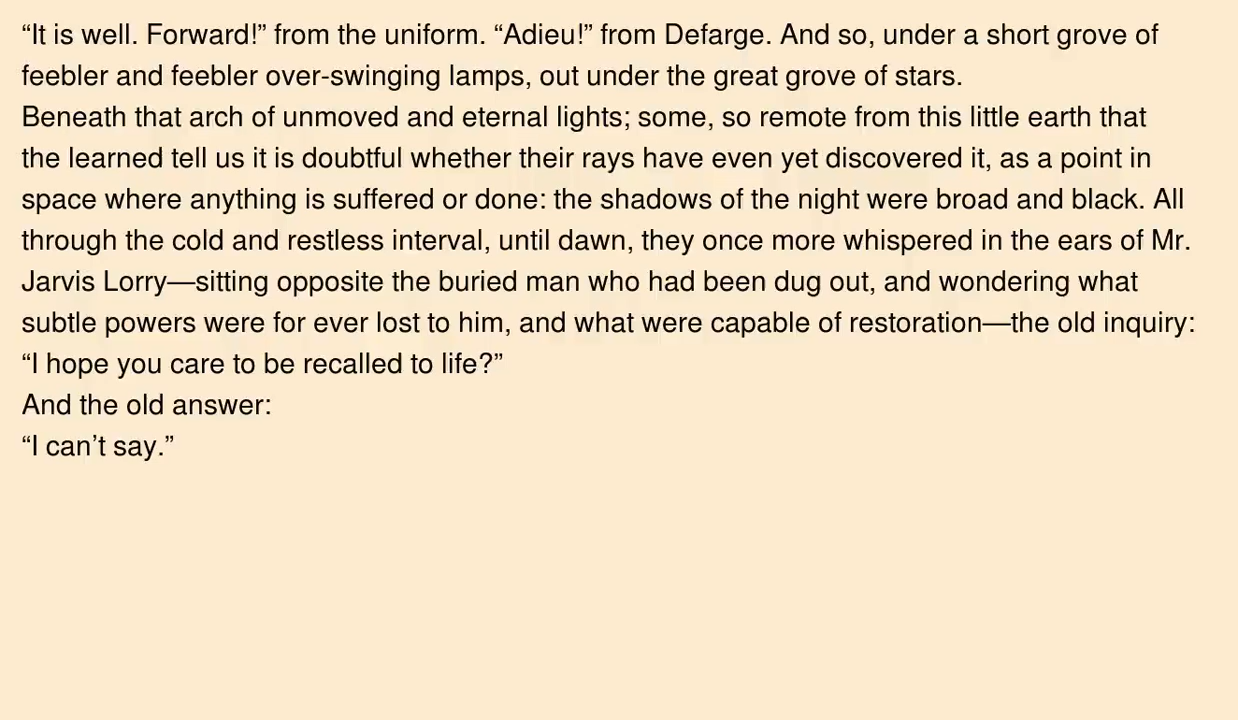 “It is well. Forward!” from the uniform. “Adieu!” from Defarge. And so, under a short grove of
feebler and feebler over-swinging lamps, out under the great grove of stars.
Beneath that arch of unmoved and eternal lights; some, so remote from this little earth that
the learned tell us it is doubtful whether their rays have even yet discovered it, as a point in
space where anything is suffered or done: the shadows of the night were broad and black. All
through the cold and restless interval, until dawn, they once more whispered in the ears of Mr.
Jarvis Lorry—sitting opposite the buried man who had been dug out, and wondering what
subtle powers were for ever lost to him, and what were capable of restoration—the old inquiry:
“I hope you care to be recalled to life?”
And the old answer:
“I can’t say.”